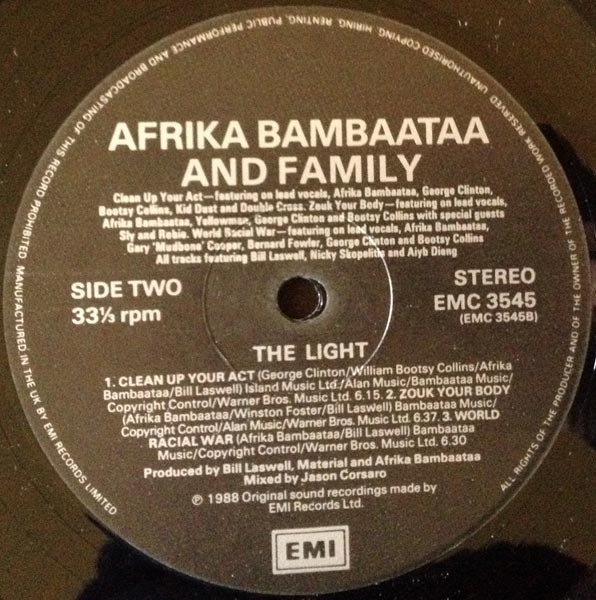 UNAUTHORISED COPYING, HIRING, RENTING, PUBLIC PERFORMANCE AND BROADCASTING OF THIS RECORD PROHIBITED. MANUFACTURED IN THE UK BY EMI RECORDS LIMITED
ALL RIGHTS OF THE PRODUCER AND OF THE OWNER OF THE RECORDED WORK RESERVED
AFRIKA BAMBAATAA
AND FAMILY
Clean Up Your Act—featuring on lead vocals, Afrika Bambaataa, George Clinton,
Bootsy Collins, Kid Dust and Double Cross. Zouk Your Body—featuring on lead vocals,
Afrika Bambaataa, Yellowman, George Clinton and Bootsy Collins with special guests
Sly and Robie. World Racial War—featuring on lead vocals, Afrika Bambaataa,
Gary 'Mudbone' Cooper, Bernard Fowler, George Clinton and Bootsy Collins
All tracks featuring Bill Laswell, Nicky Skopelitis and Aiyb Dieng
SIDE TWO
33⅓ rpm
STEREO
EMC 3545
(EMC 3545B)
THE LIGHT
1. CLEAN UP YOUR ACT (George Clinton/William Bootsy Collins/Afrika
Bambaataa/Bill Laswell) Island Music Ltd./Alan Music/Bambaataa Music/
Copyright Control/Warner Bros. Music Ltd. 6.15. 2. ZOUK YOUR BODY
(Afrika Bambaataa/Winston Foster/Bill Laswell) Bambaataa Music/
Copyright Control/Alan Music/Warner Bros. Music Ltd. 6.37. 3. WORLD
RACIAL WAR (Afrika Bambaataa/Bill Laswell) Bambaataa
Music/Copyright Control/Warner Bros. Music Ltd. 6.30
Produced by Bill Laswell, Material and Afrika Bambaataa
Mixed by Jason Corsaro
℗ 1988 Original sound recordings made by
EMI Records Ltd.
EMI